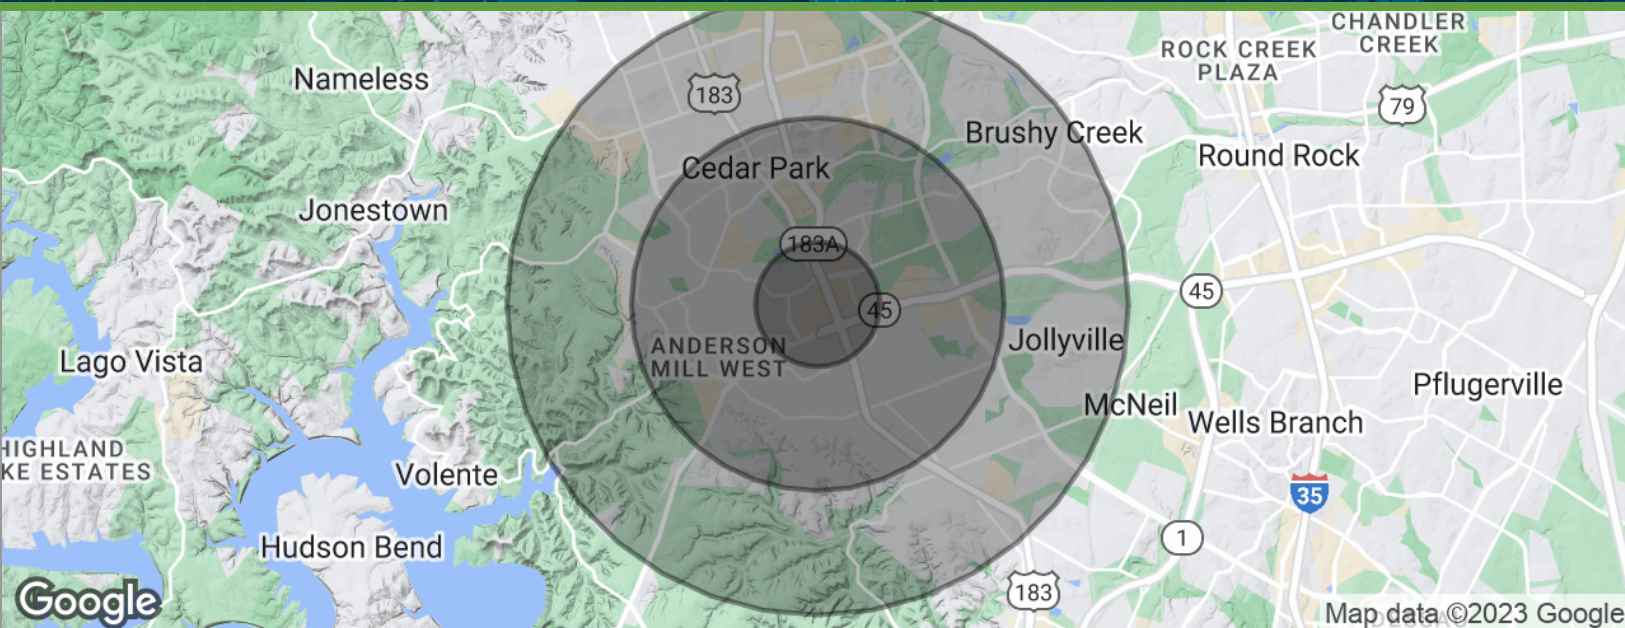 CHANDLER
CREEK
ROCK CREEK
PLAZA
Nameless
183
79
Brushy Creek
Round Rock
Cedar Park
Jonestown
183A
45
45
ANDERSON
MILL WEST
Jollyville
Lago Vista
Pflugerville
McNeil
Wells Branch
HIGHLAND
KE ESTATES
Volente
35
1
Hudson Bend
183
Google
Map data ©2023 Google